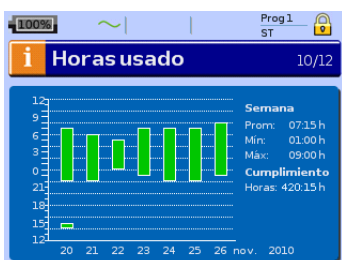 100%
Prog 1
ST
i Horas usado 10/12
12
9
6
3
0
21
18
15
12
20 21 22 23 24 25 26 nov. 2010
Semana
Prom: 07:15 h
Mín: 01:00 h
Máx: 09:00 h
Cumplimiento
Horas: 420:15 h